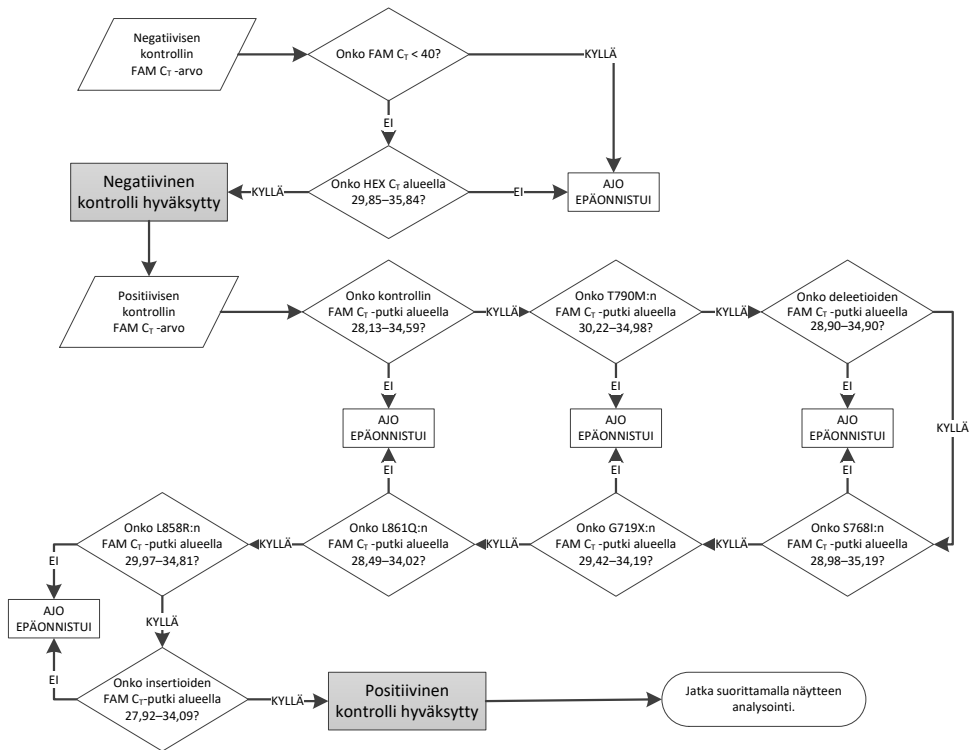 Negatiivisen
kontrollin
FAM CT -arvo
Onko FAM CT < 40?
KYLLÄ
EI
Onko HEX CT alueella
29,85–35,84?
KYLLÄ
EI
Negatiivinen
kontrolli hyväksytty
AJO
EPÄONNISTUI
Positiivisen
kontrollin
FAM CT -arvo
Onko kontrollin
FAM CT -putki alueella
28,13–34,59?
KYLLÄ
Onko T790M:n
FAM CT -putki alueella
30,22–34,98?
KYLLÄ
Onko deleetioiden
FAM CT -putki alueella
28,90–34,90?
EI
EI
EI
AJO
EPÄONNISTUI
AJO
EPÄONNISTUI
AJO
EPÄONNISTUI
KYLLÄ
EI
EI
EI
Onko L858R:n
FAM CT -putki alueella
29,97–34,81?
KYLLÄ
Onko L861Q:n
FAM CT -putki alueella
28,49–34,02?
KYLLÄ
Onko G719X:n
FAM CT -putki alueella
29,42–34,19?
KYLLÄ
Onko S768I:n
FAM CT -putki alueella
28,98–35,19?
EI
AJO
EPÄONNISTUI
KYLLÄ
EI
Onko insertioiden
FAM CT-putki alueella
27,92–34,09?
KYLLÄ
Positiivinen
kontrolli hyväksytty
Jatka suorittamalla näytteen
analysointi.